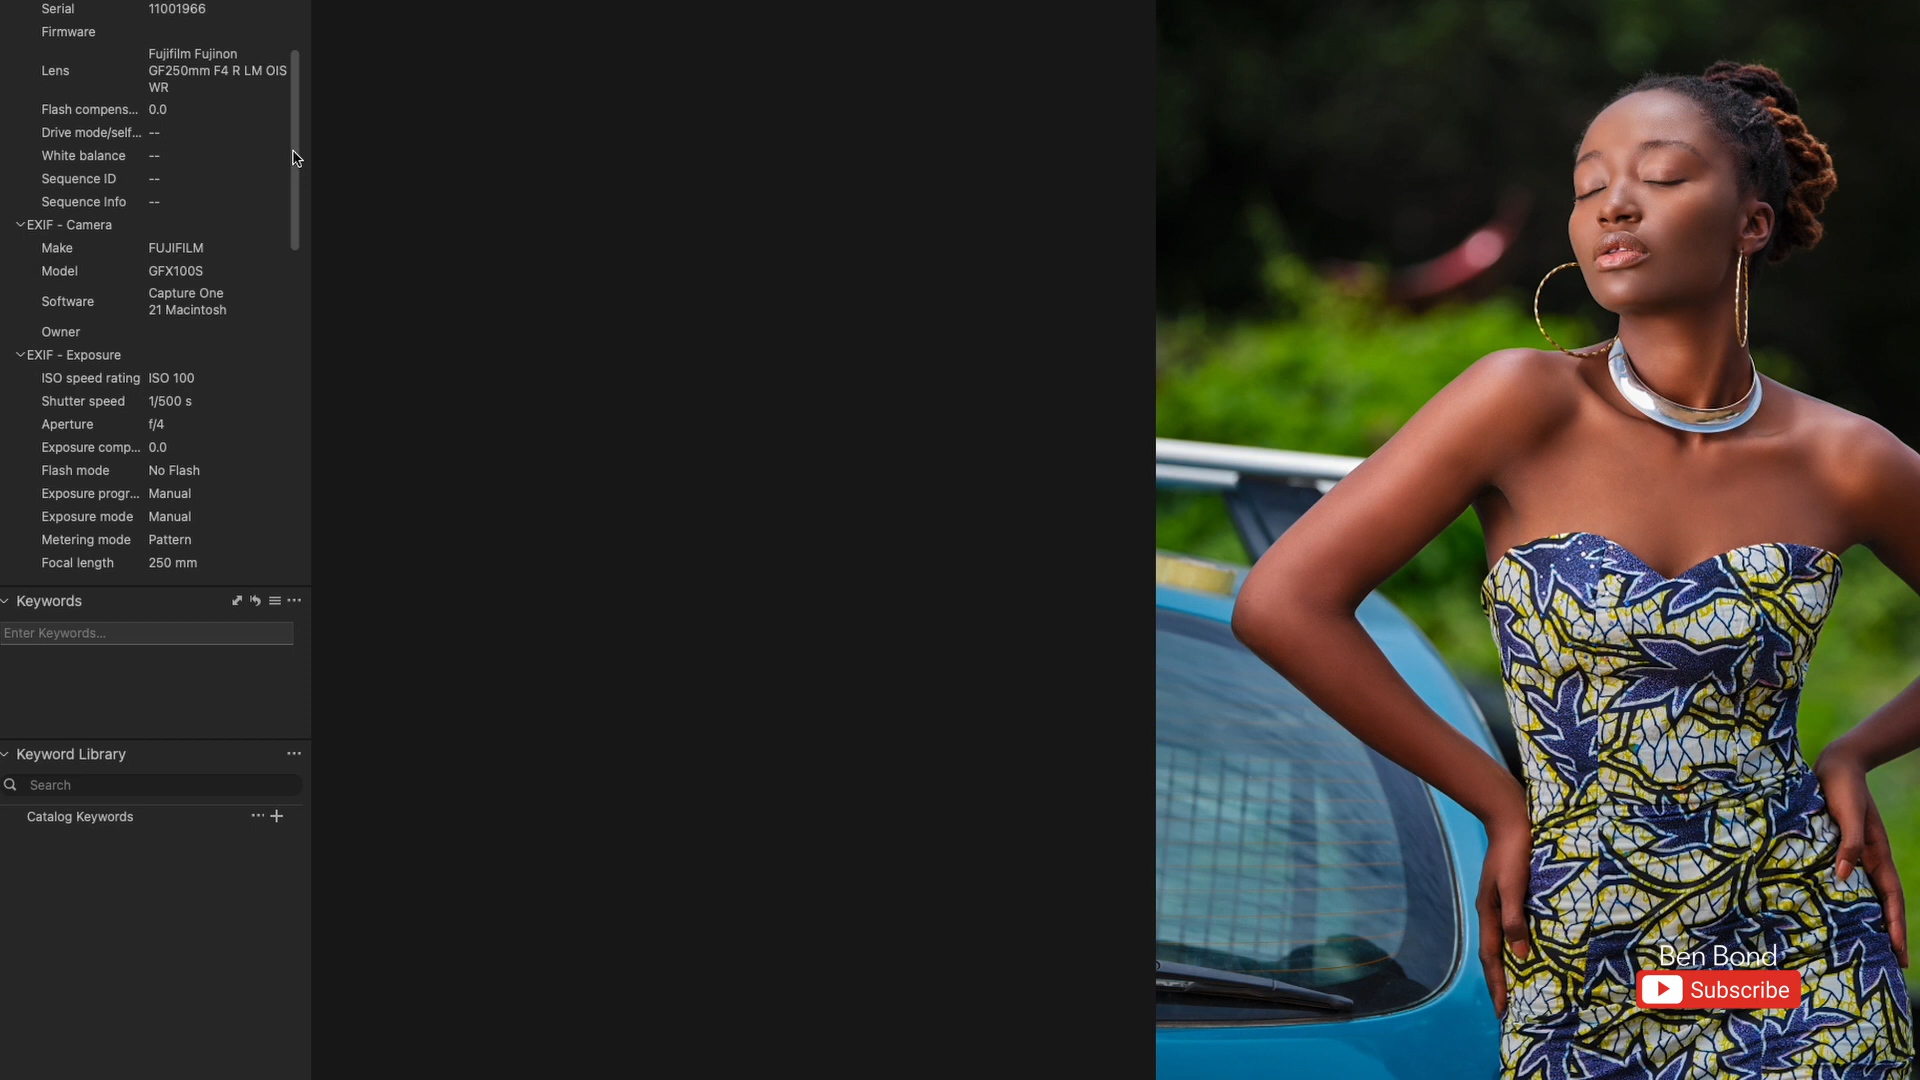 Serial 11001966
Firmware
Lens Fujifilm Fujinon
GF250mm F4 R LM OIS
WR
Flash compens... 0.0
Drive mode/self... --
White balance --
Sequence ID --
Sequence Info --
EXIF - Camera
Make FUJIFILM
Model GFX100S
Software Capture One
21 Macintosh
Owner
EXIF - Exposure
ISO speed rating ISO 100
Shutter speed 1/500 s
Aperture f/4
Exposure comp... 0.0
Flash mode No Flash
Exposure progr... Manual
Exposure mode Manual
Metering mode Pattern
Focal length 250 mm
Keywords
Enter Keywords...
Keyword Library
Search
Catalog Keywords
Ben Bond
Subscribe